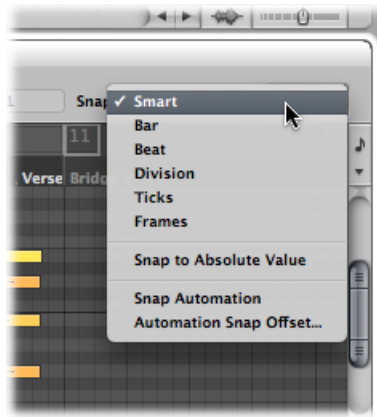 Snap ✓ Smart
Bar
11
Beat
Verse Bridg
Division
Ticks
Frames
Snap to Absolute Value
Snap Automation
Automation Snap Offset...